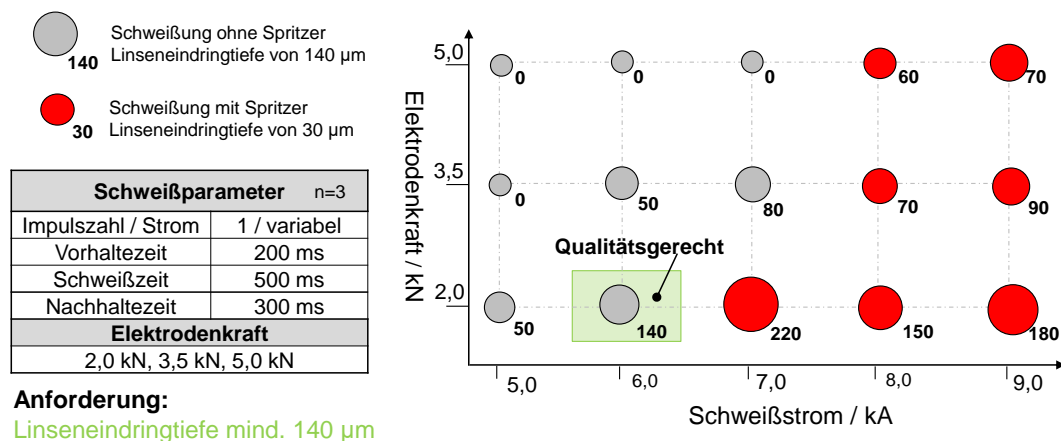 Schweißung ohne Spritzer
140 Linseneindringtiefe von 140 µm
Schweißung mit Spritzer
30 Linseneindringtiefe von 30 µm
Schweißparameter n=3
Impulszahl / Strom 1 / variabel
Vorhaltezeit 200 ms
Schweißzeit 500 ms
Nachhaltezeit 300 ms
Elektrodenkraft
2,0 kN, 3,5 kN, 5,0 kN
Anforderung:
Linseneindringtiefe mind. 140 µm
Elektrodenkraft / kN
5,0
0 0 0 60 70
3,5
0 50 80 70 90
Qualitätsgerecht
2,0
50 140 220 150 180
5,0 6,0 7,0 8,0 9,0
Schweißstrom / kA